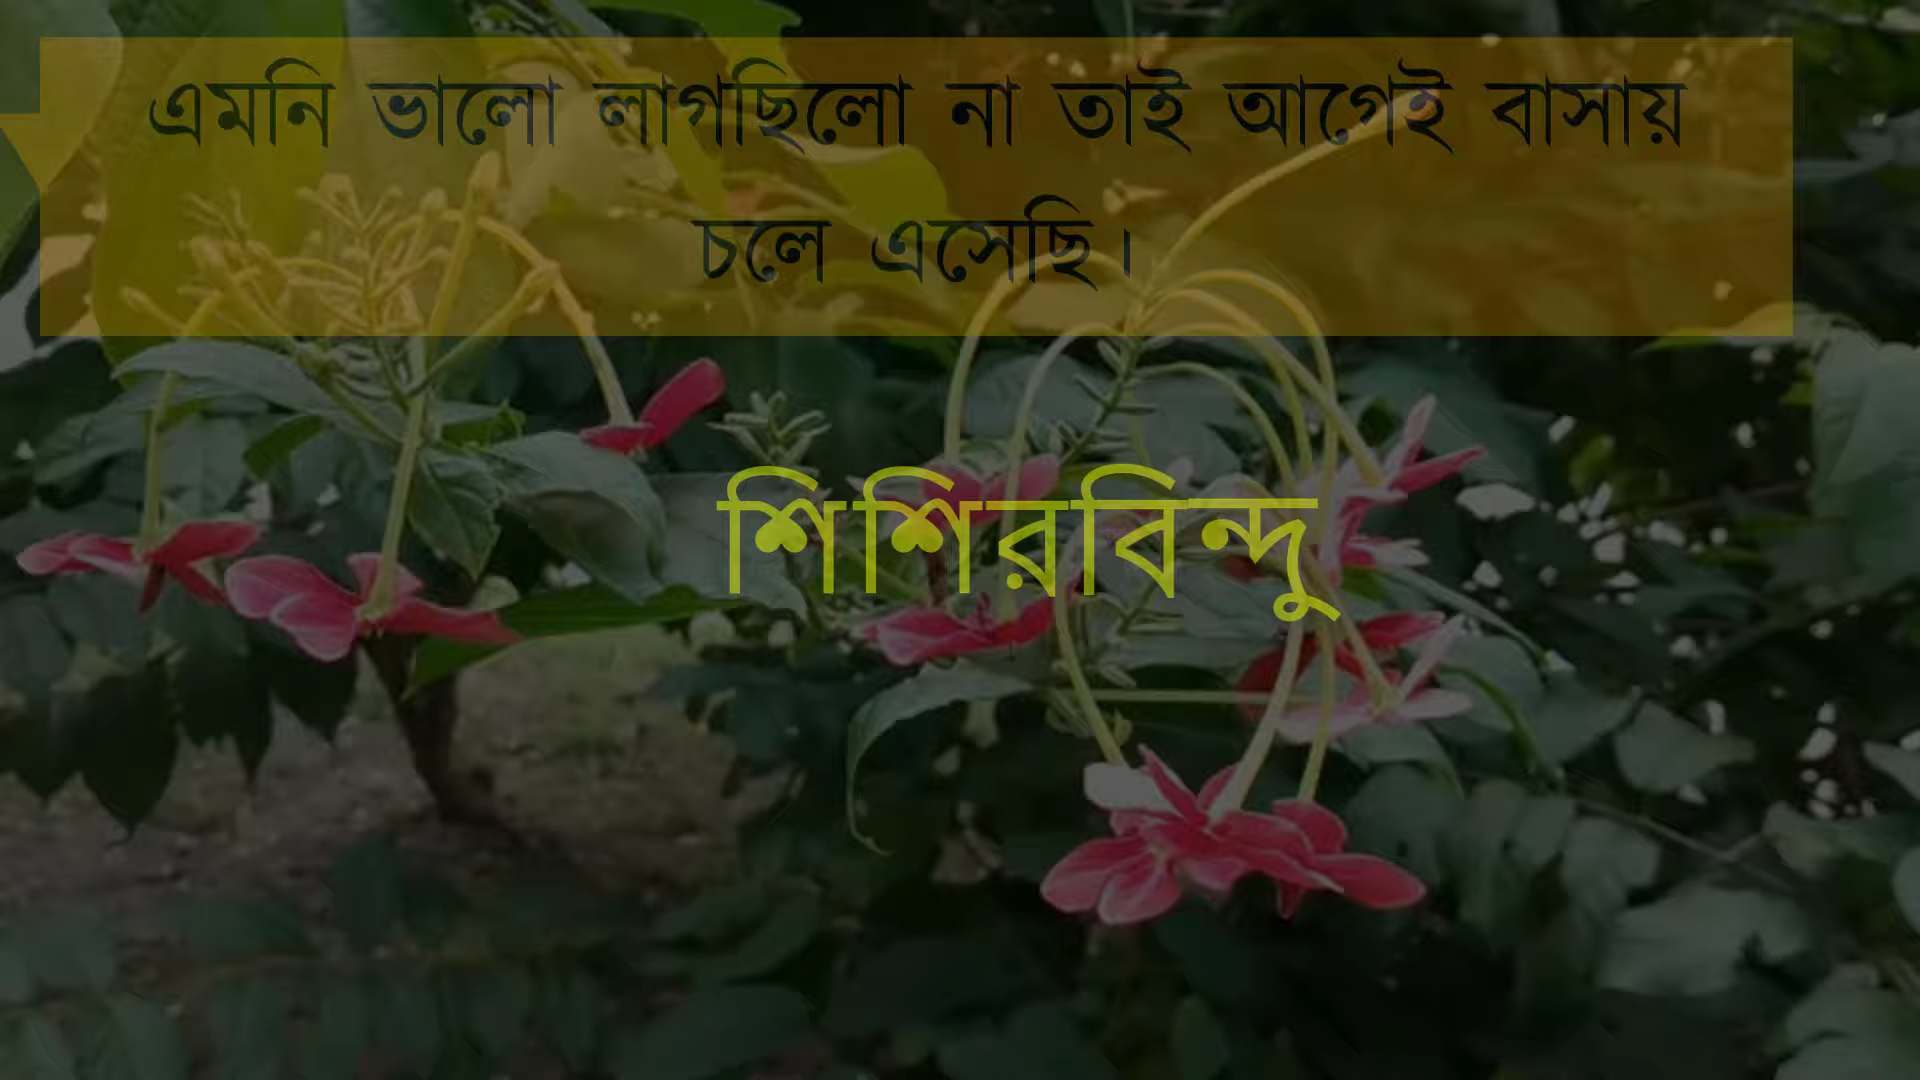 এমনি ভালো লাগছিলো না তাই আগেই বাসায়
চলে এসেছি।
শিশিরবিন্দু